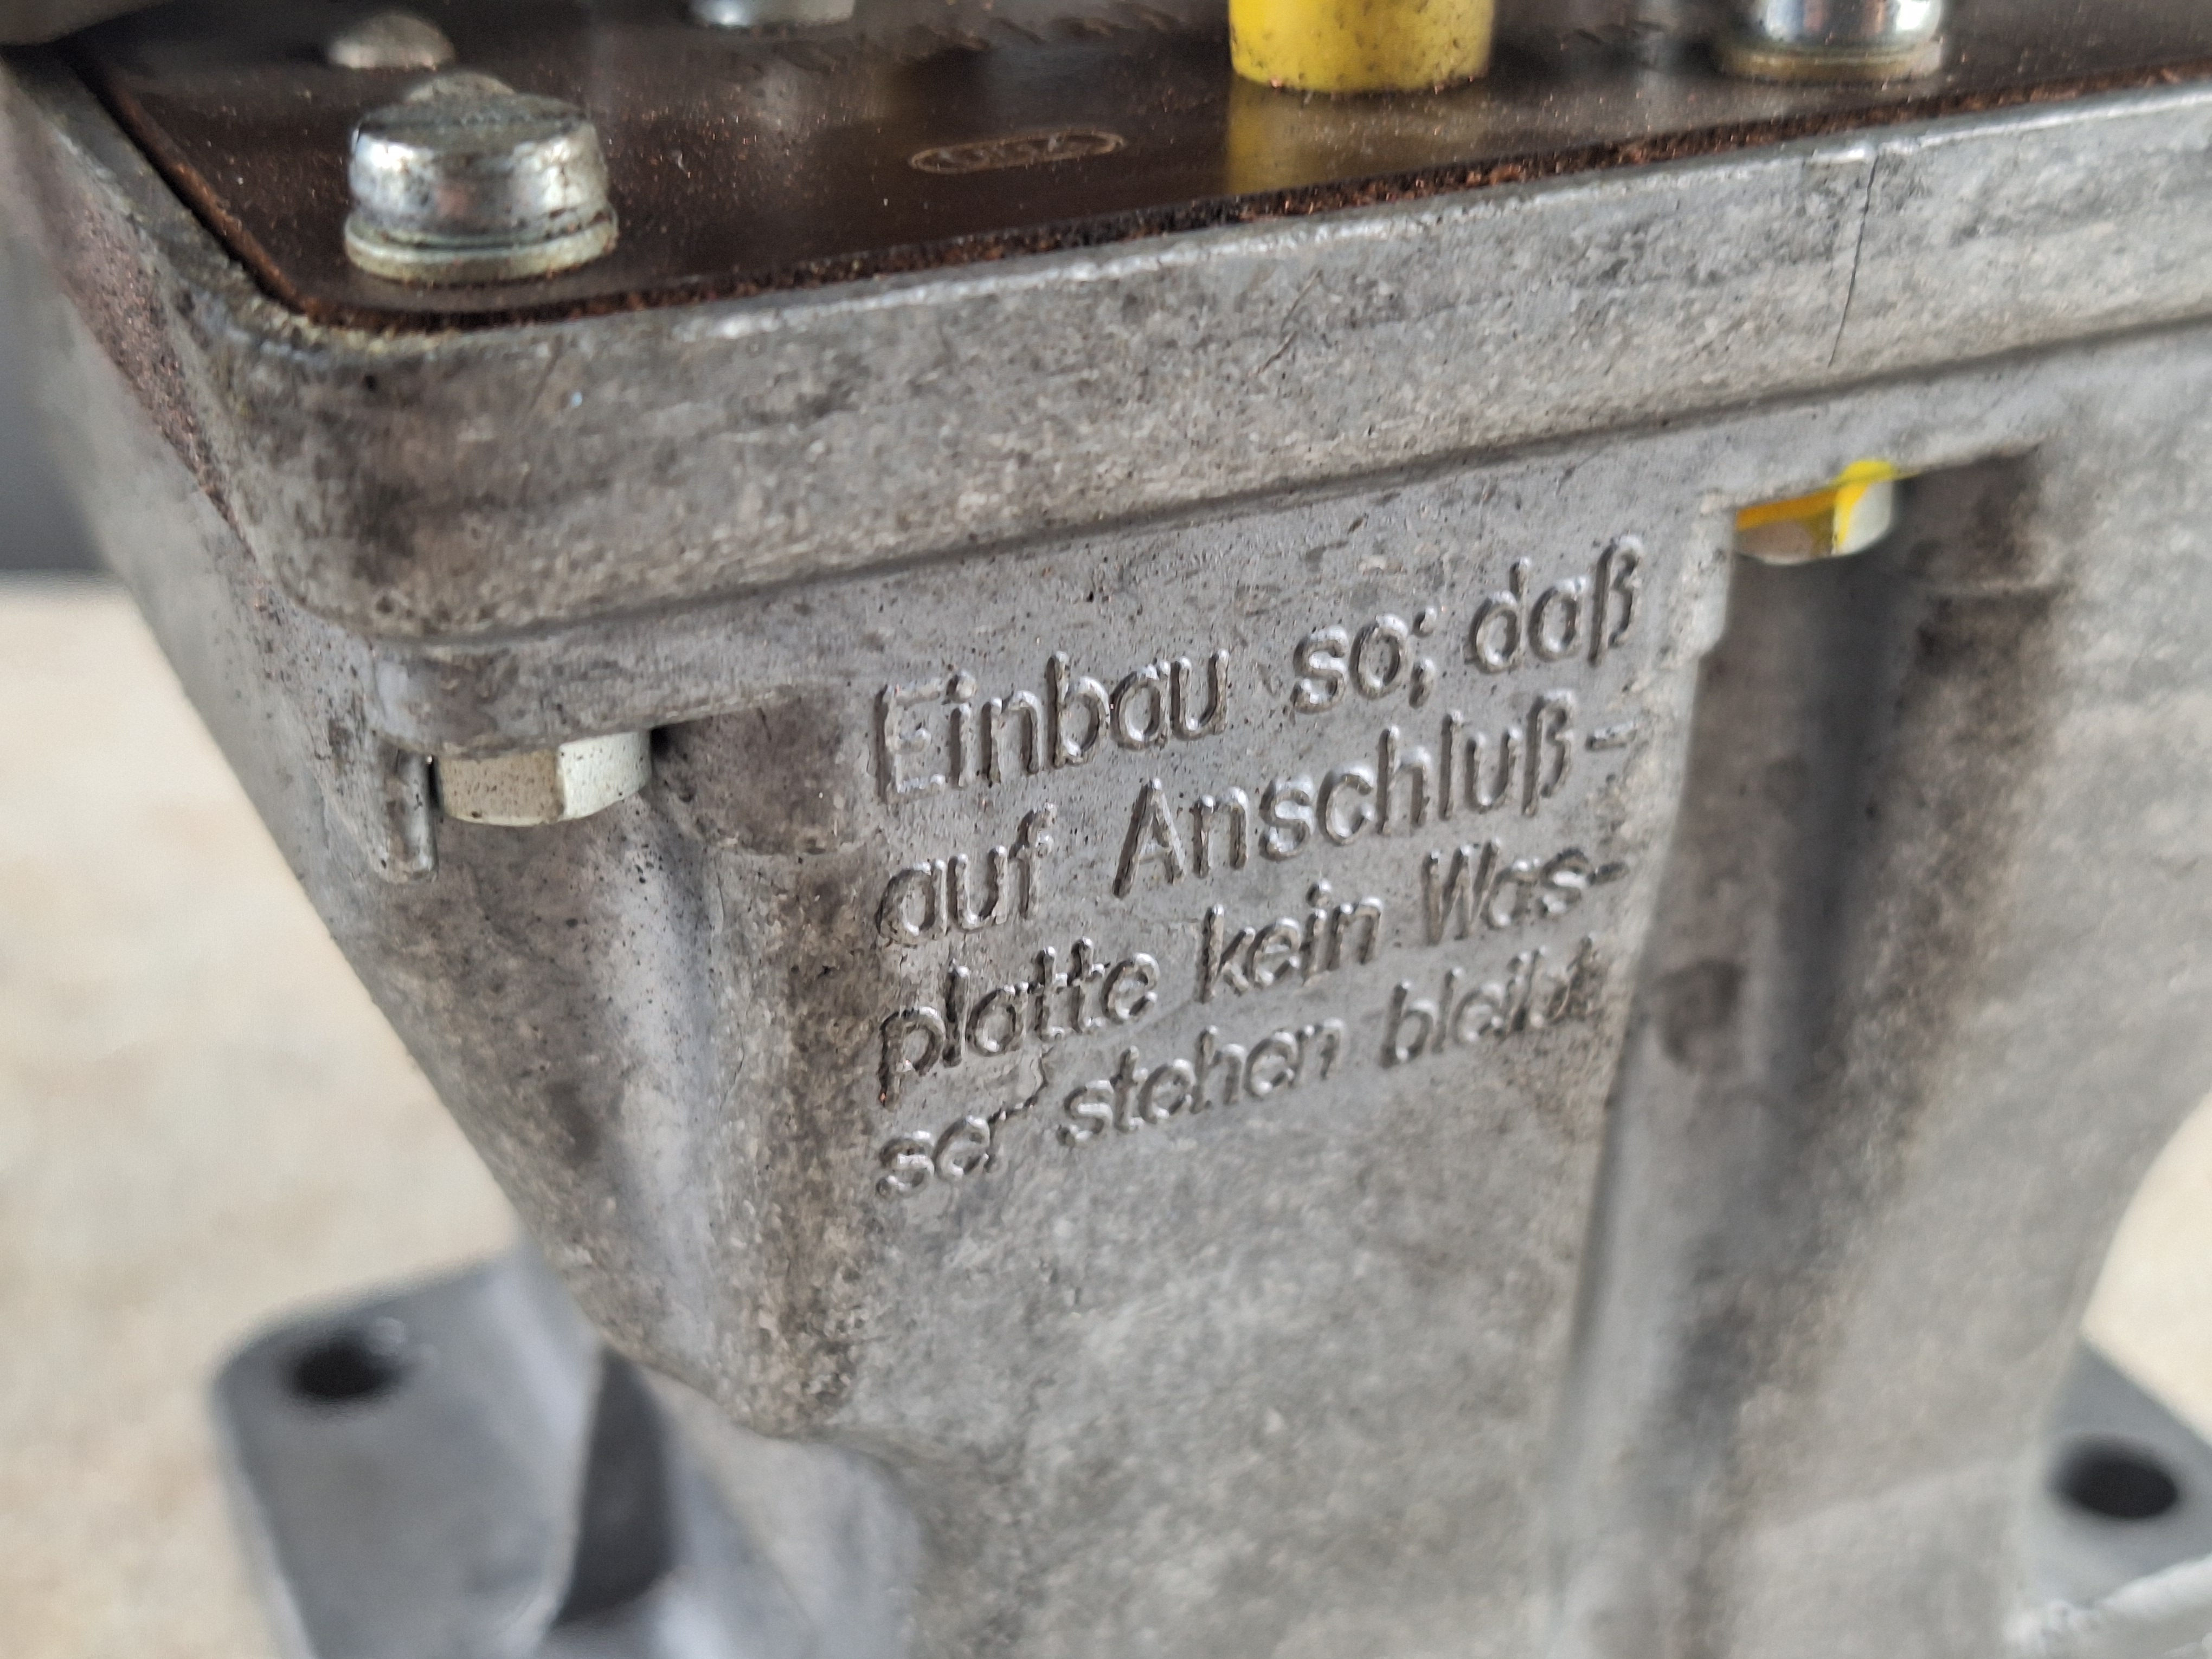 Einbau so, daß
auf Anschluß-
platte kein Was-
ser stehen bleibt